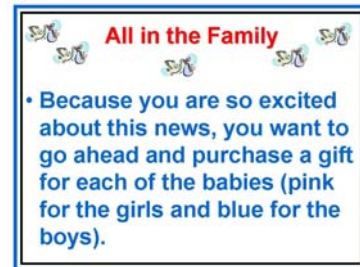 All in the Family
• Because you are so excited
about this news, you want to
go ahead and purchase a gift
for each of the babies (pink
for the girls and blue for the
boys).